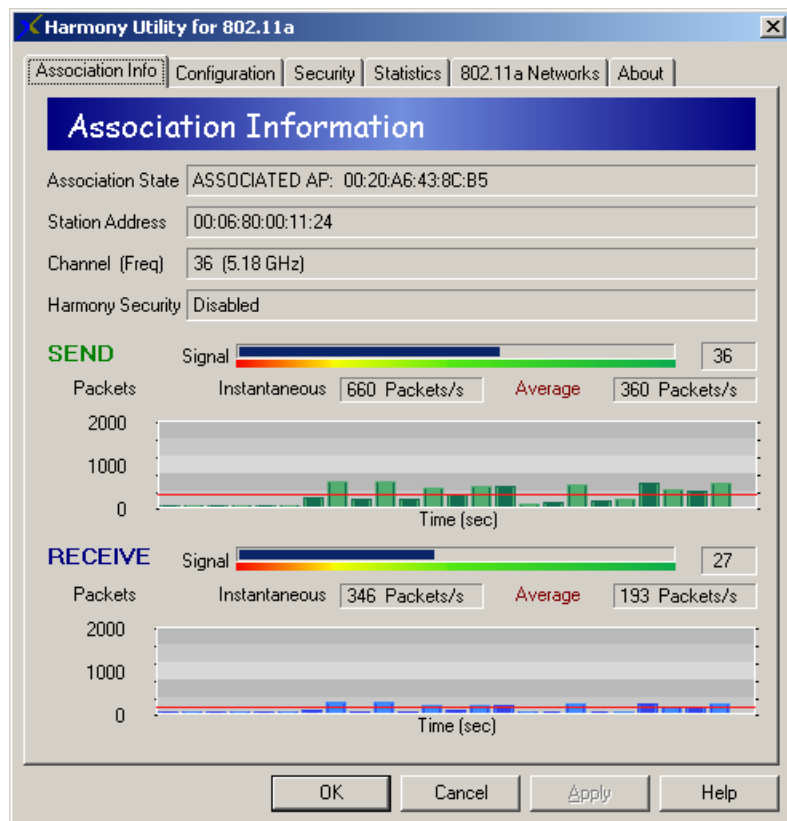 Harmony Utility for 802.11a
Association Info Configuration Security Statistics 802.11a Networks About
Association Information
Association State ASSOCIATED AP: 00:20:A6:43:8C:B5
Station Address 00:06:80:00:11:24
Channel (Freq) 36 (5.18 GHz)
Harmony Security Disabled
SEND Signal 36
Packets Instantaneous 660 Packets/s Average 360 Packets/s
2000
1000
0
Time (sec)
RECEIVE Signal 27
Packets Instantaneous 346 Packets/s Average 193 Packets/s
2000
1000
0
Time (sec)
OK Cancel Apply Help